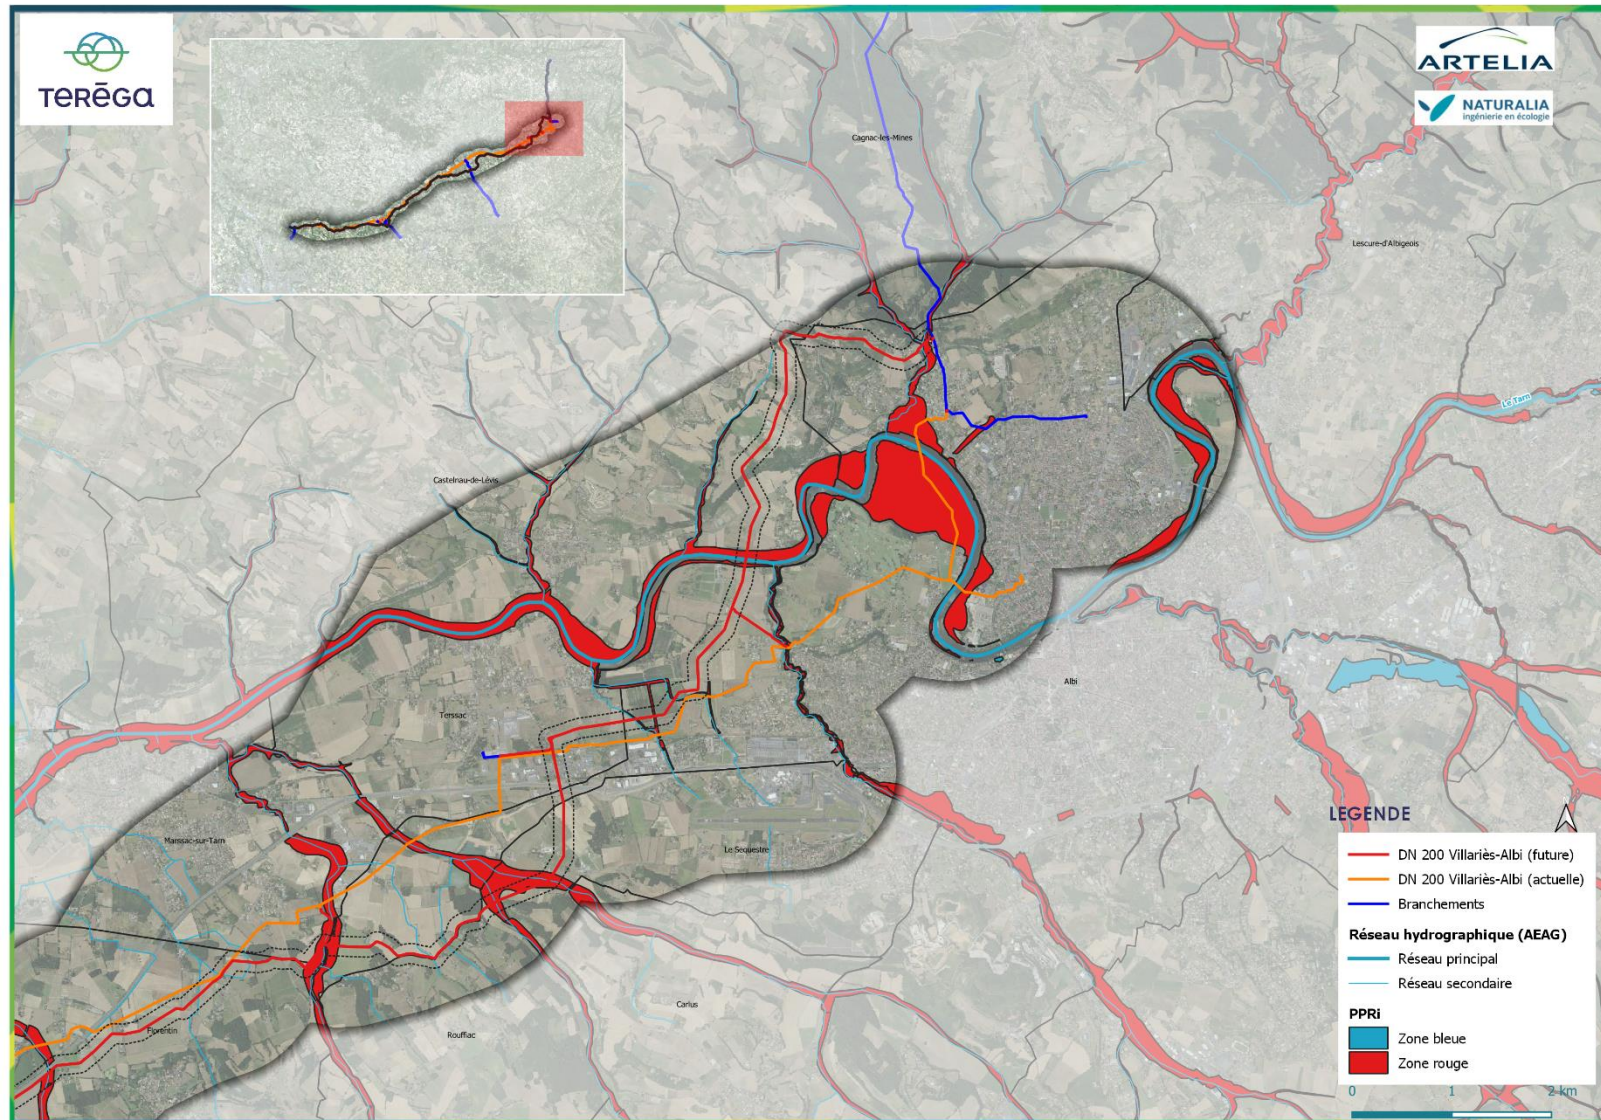 TERĒGA
ARTELIA
NATURALIA
ingénierie en écologie
Cagnac-les-Mines
Lescure-d'Albigeois
Le Tarn
Castelnau-de-Lévis
Albi
Terssac
Marssac-sur-Tarn
Le Sequestre
Carlus
Florentin
Rouffiac
LEGENDE
DN 200 Villariès-Albi (future)
DN 200 Villariès-Albi (actuelle)
Branchements
Réseau hydrographique (AEAG)
Réseau principal
Réseau secondaire
PPRi
Zone bleue
Zone rouge
0 1 2 km